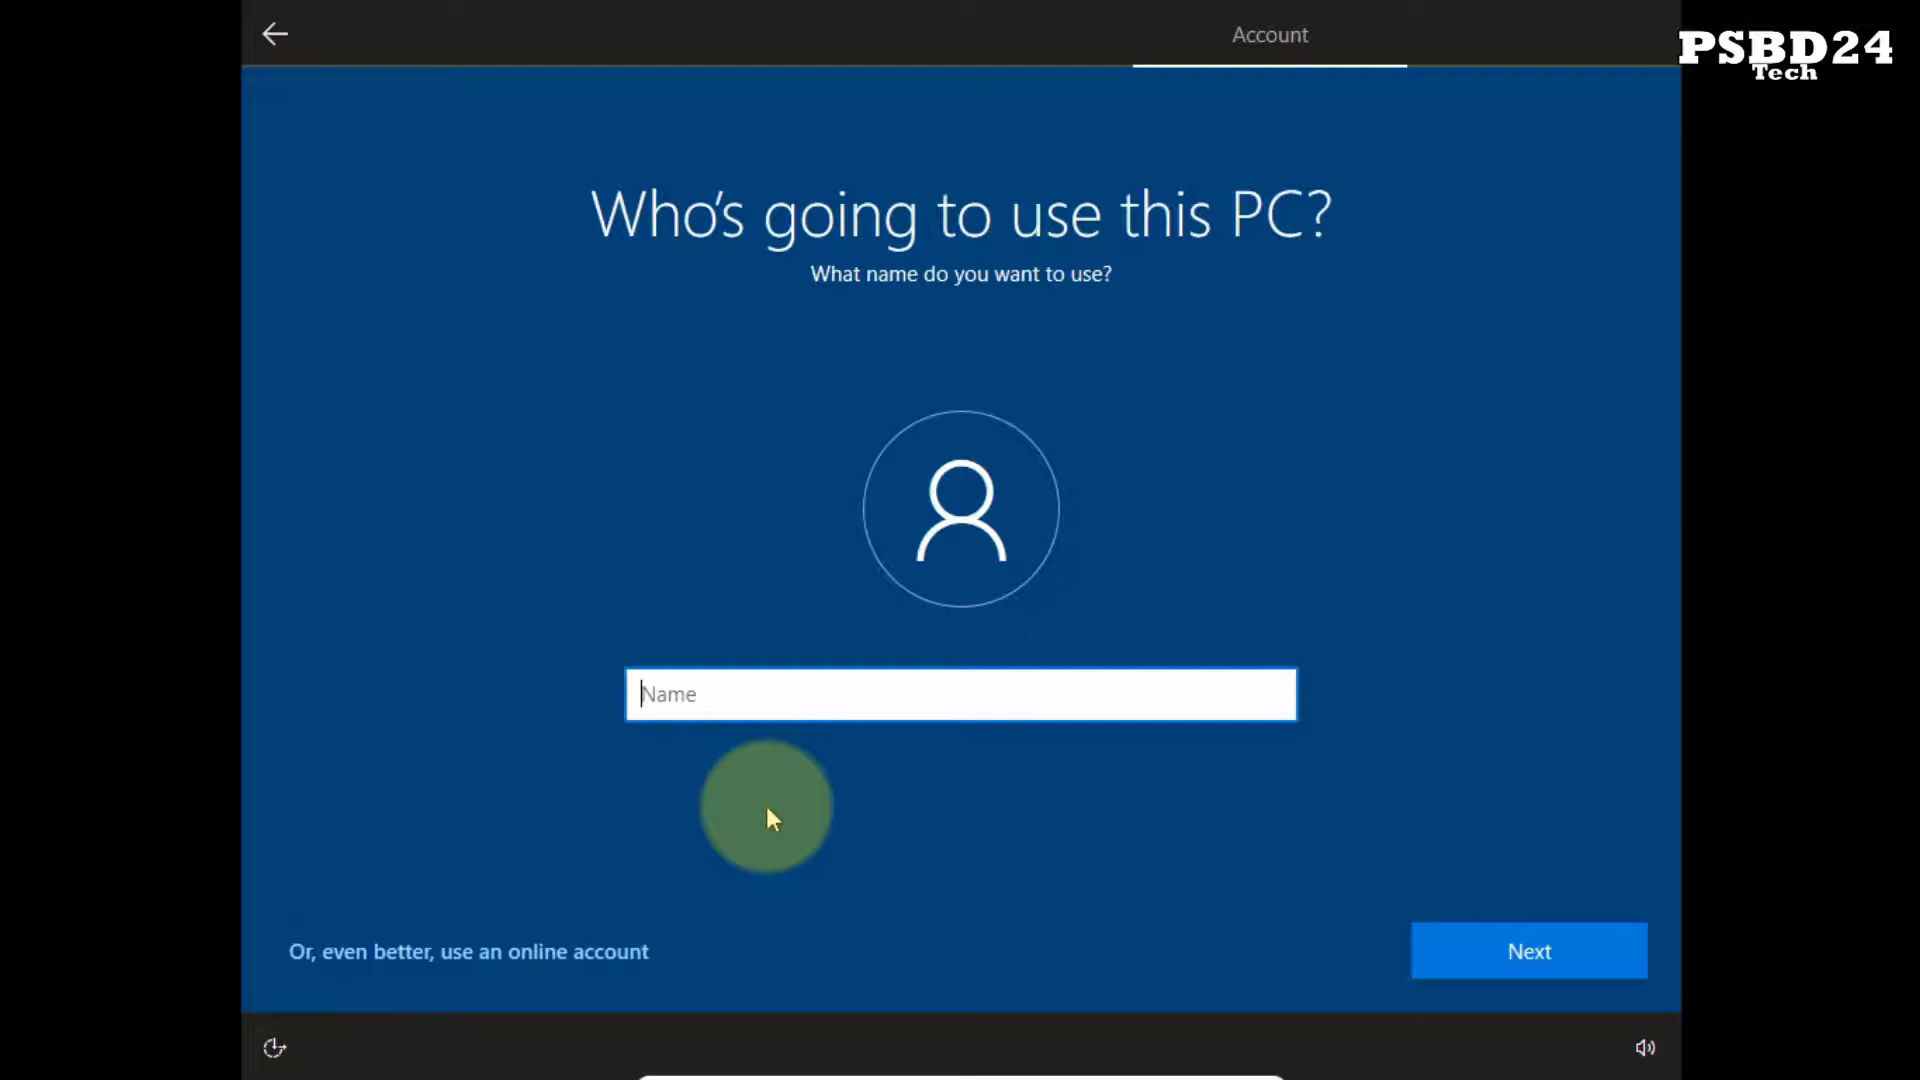 Account
PSBD24
Tech
Who's going to use this PC?
What name do you want to use?
Name
Or, even better, use an online account
Next